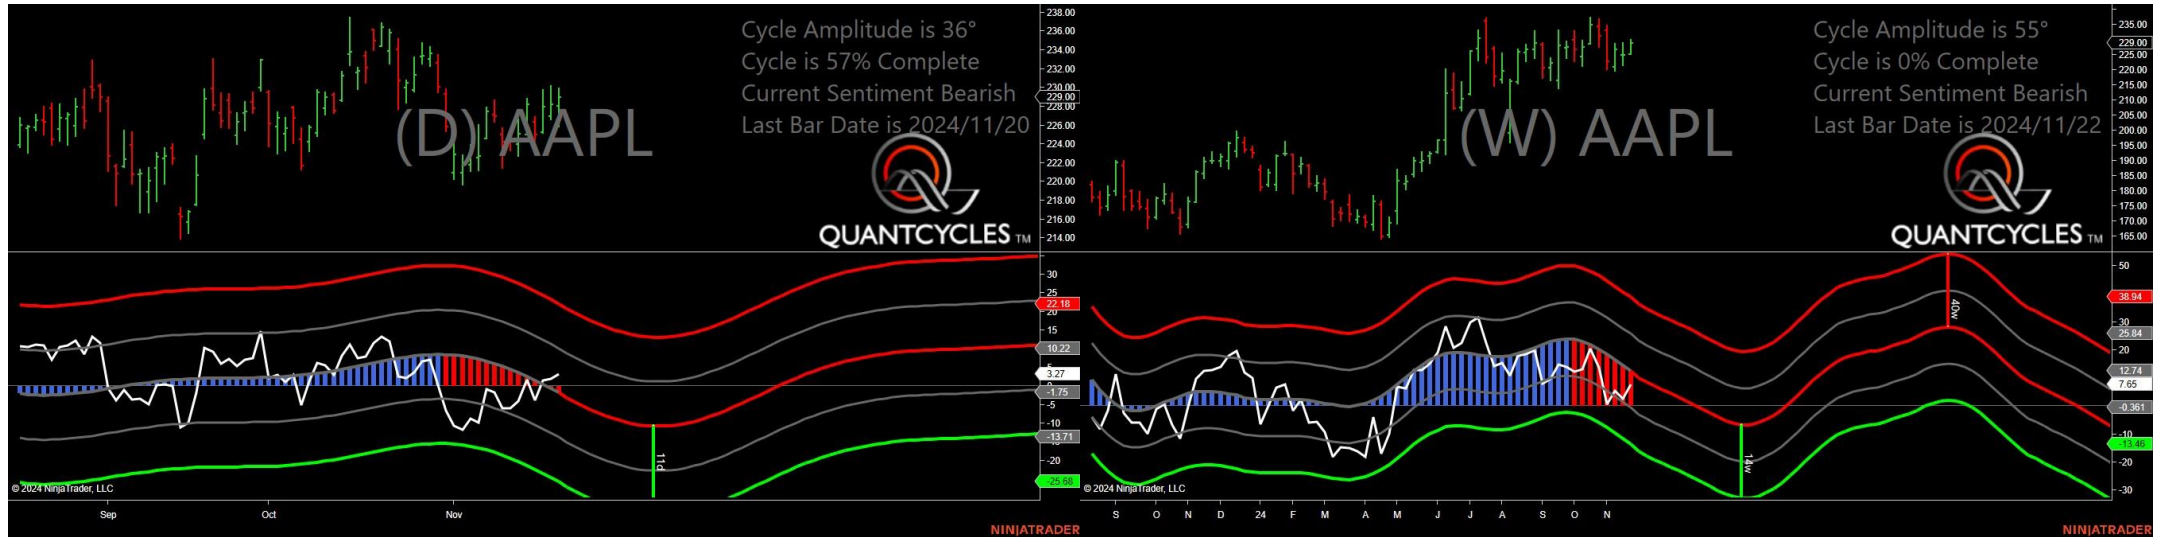 Cycle Amplitude is 36°
Cycle is 57% Complete
Current Sentiment Bearish
Last Bar Date is 2024/11/20
(D) AAPL
QUANTCYCLES TM
238.00
236.00
234.00
232.00
230.00
229.00
228.00
226.00
224.00
222.00
220.00
218.00
216.00
214.00
30
25
22.18
20
15
10.22
3.27
-1.75
-5
-10
-13.71
-20
-25.68
11d
© 2024 NinjaTrader, LLC
Sep Oct Nov
NINJATRADER
Cycle Amplitude is 55°
Cycle is 0% Complete
Current Sentiment Bearish
Last Bar Date is 2024/11/22
(W) AAPL
QUANTCYCLES TM
235.00
229.00
225.00
220.00
215.00
210.00
205.00
200.00
195.00
190.00
185.00
180.00
175.00
170.00
165.00
50
40w
38.94
30
25.84
20
12.74
7.65
-0.361
-10
-13.46
-20
-30
14w
© 2024 NinjaTrader, LLC
S O N D 24 F M A M J J A S O N
NINJATRADER